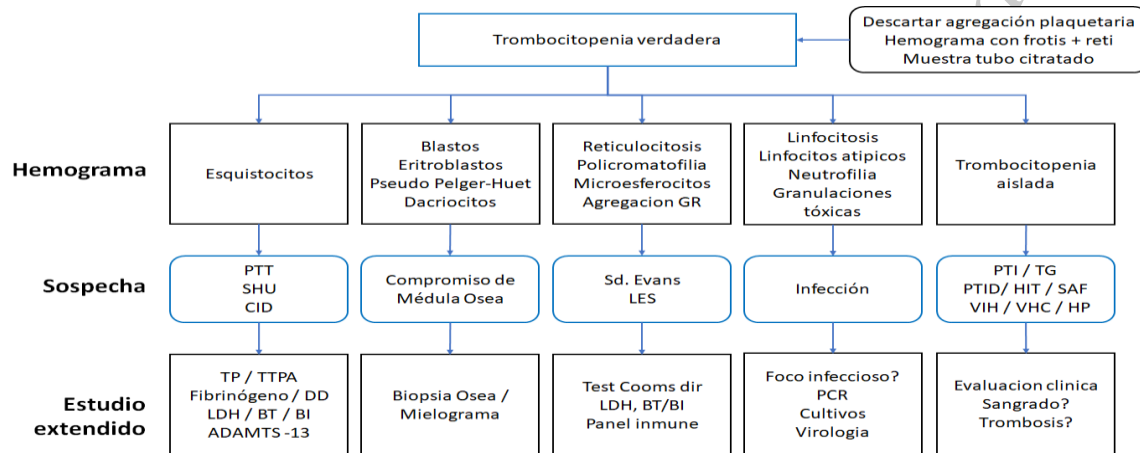 Trombocitopenia verdadera
Descartar agregación plaquetaria
Hemograma con frotis + reti
Muestra tubo citratado
Hemograma
Esquistocitos
Blastos
Eritroblastos
Pseudo Pelger-Huet
Dacriocitos
Reticulocitosis
Policromatofilia
Microesferocitos
Agregacion GR
Linfocitosis
Linfocitos atipicos
Neutrofilia
Granulaciones
tóxicas
Trombocitopenia
aislada
Sospecha
PTT
SHU
CID
Compromiso de
Médula Osea
Sd. Evans
LES
Infección
PTI / TG
PTID/ HIT / SAF
VIH / VHC / HP
Estudio
extendido
TP / TTPA
Fibrinógeno / DD
LDH / BT / BI
ADAMTS -13
Biopsia Osea /
Mielograma
Test Cooms dir
LDH, BT/BI
Panel inmune
Foco infeccioso?
PCR
Cultivos
Virologia
Evaluacion clinica
Sangrado?
Trombosis?